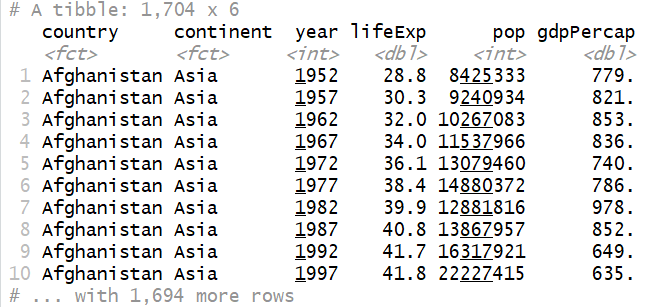 # A tibble: 1,704 x 6
country continent year lifeExp pop gdpPercap
<fct> <fct> <int> <dbl> <int> <dbl>
1 Afghanistan Asia 1952 28.8 8425333 779.
2 Afghanistan Asia 1957 30.3 9240934 821.
3 Afghanistan Asia 1962 32.0 10267083 853.
4 Afghanistan Asia 1967 34.0 11537966 836.
5 Afghanistan Asia 1972 36.1 13079460 740.
6 Afghanistan Asia 1977 38.4 14880372 786.
7 Afghanistan Asia 1982 39.9 12881816 978.
8 Afghanistan Asia 1987 40.8 13867957 852.
9 Afghanistan Asia 1992 41.7 16317921 649.
10 Afghanistan Asia 1997 41.8 22227415 635.
# ... with 1,694 more rows